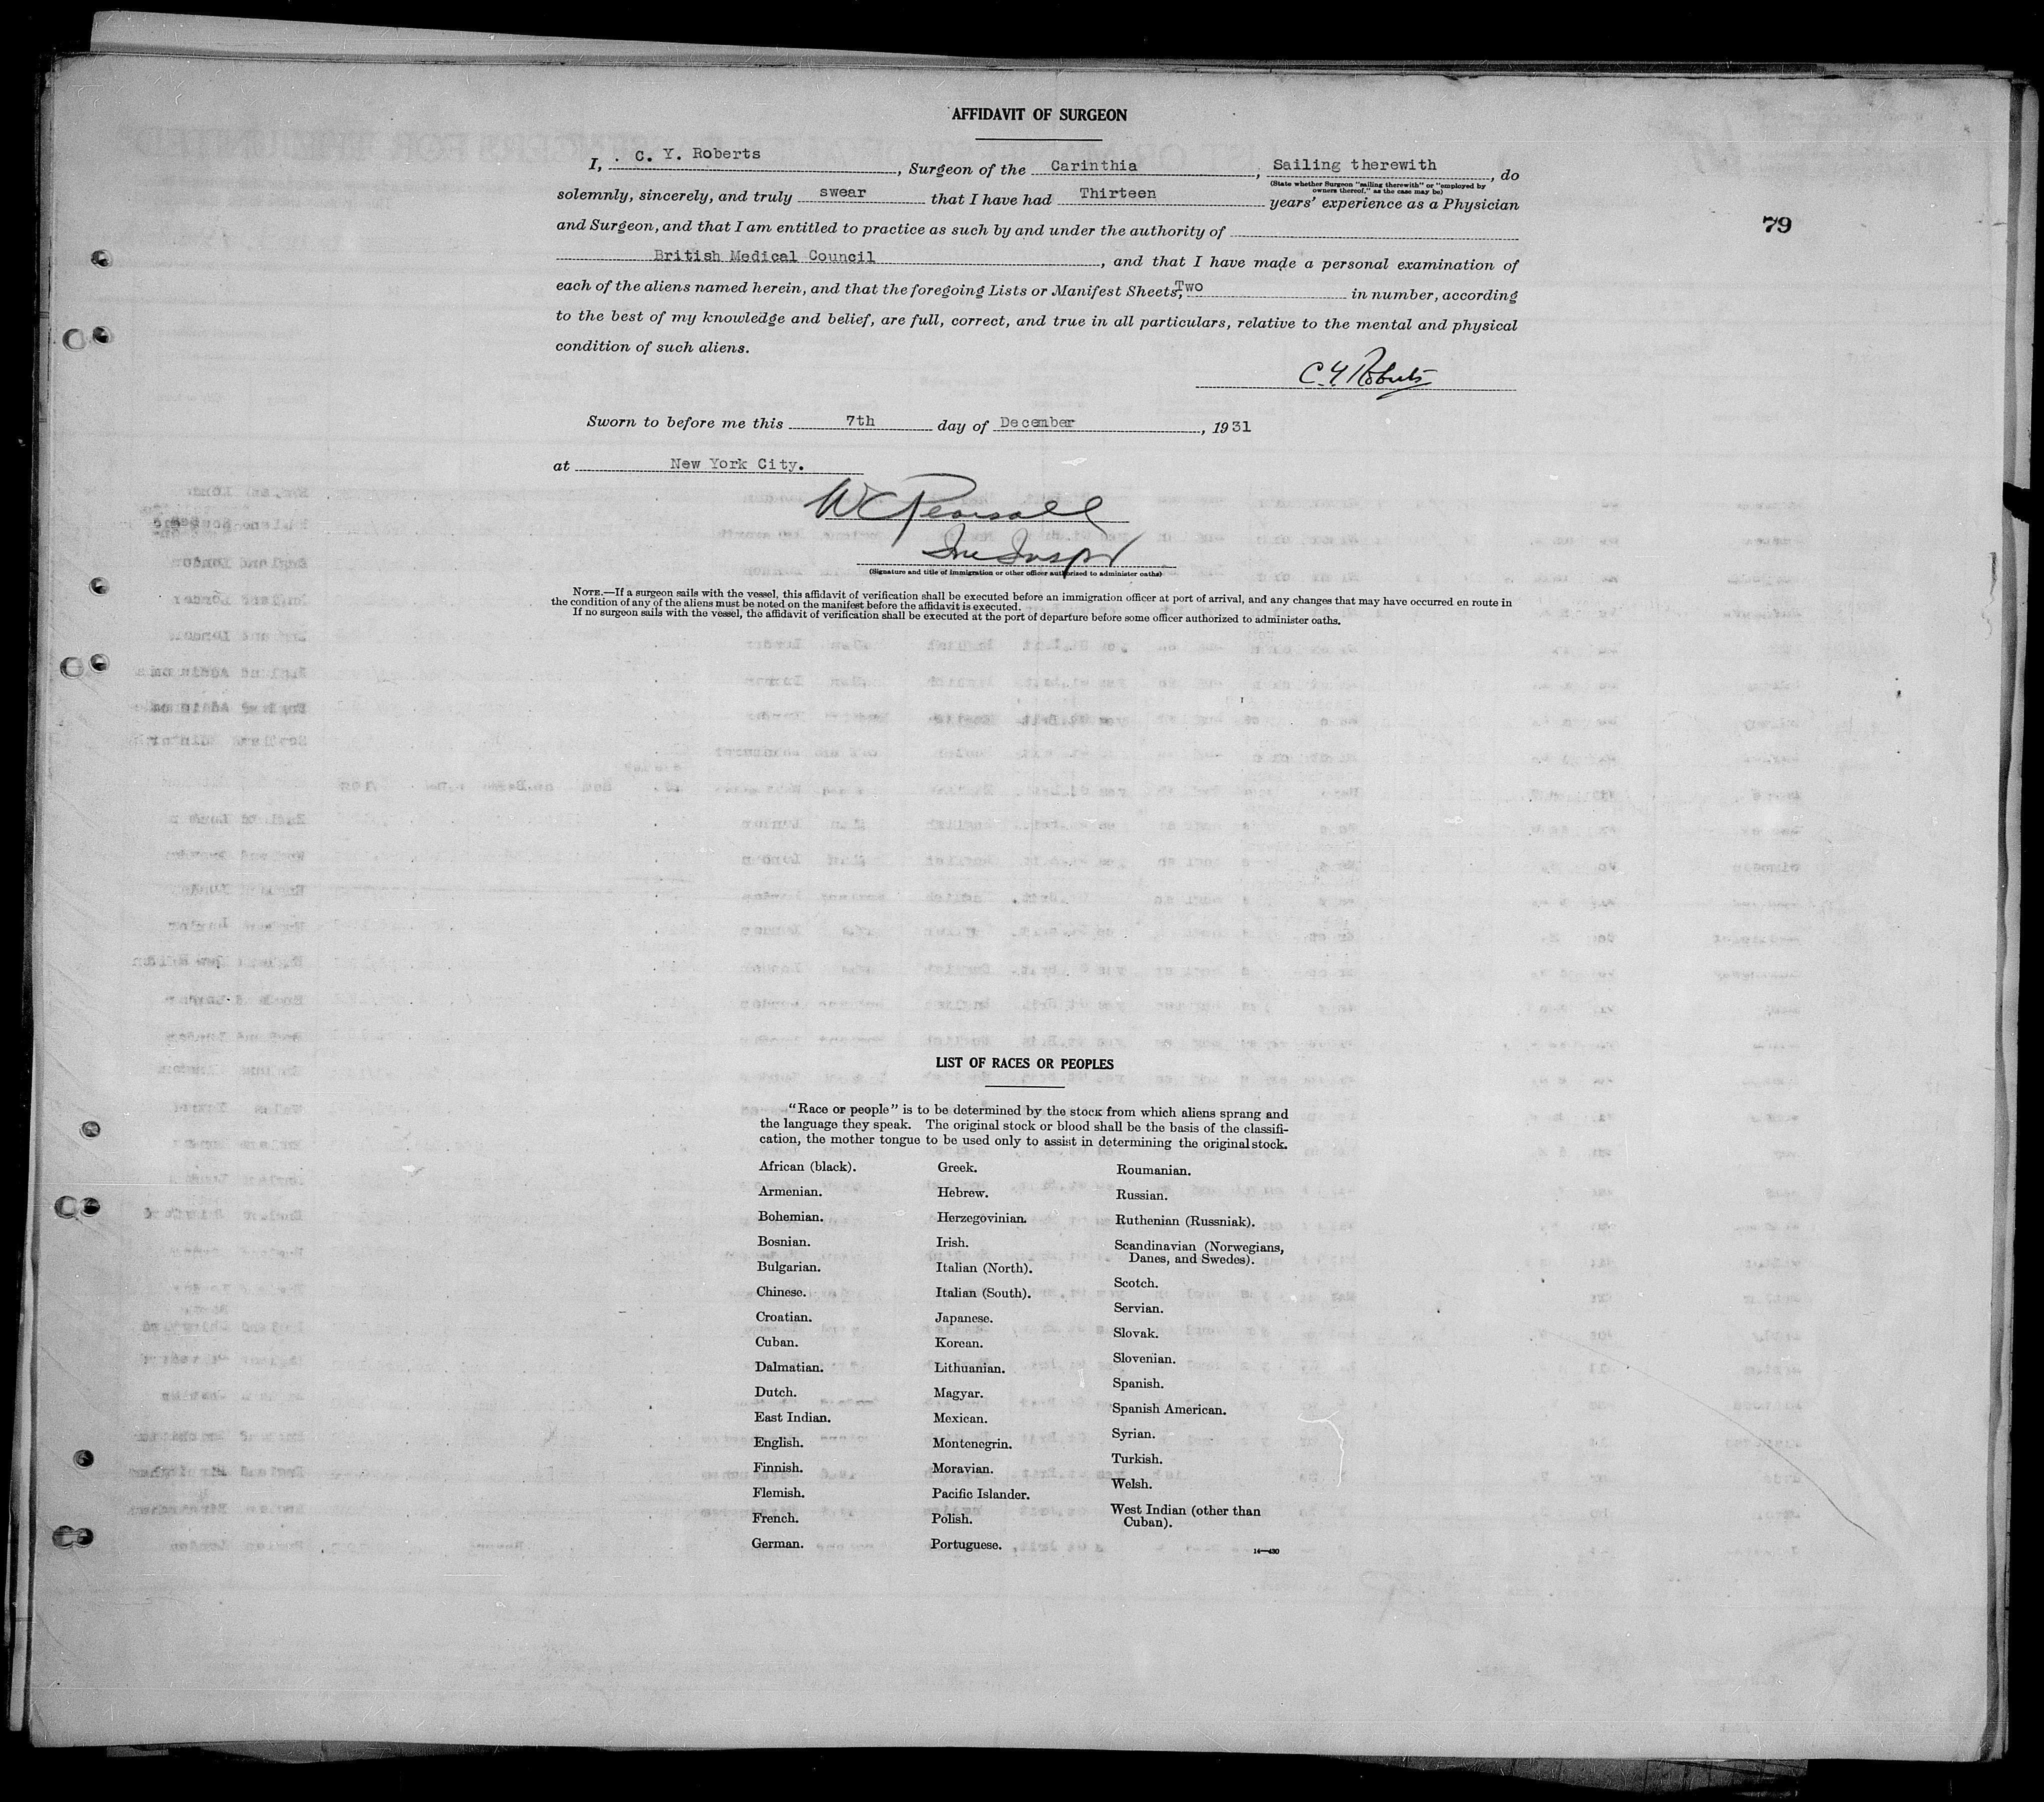 AFFIDAVIT OF SURGEON
I, C. Y. Roberts, Surgeon of the Carinthia, Sailing therewith, do
(State whether Surgeon "sailing therewith" or "employed by
owners thereof," as the case may be)
solemnly, sincerely, and truly swear that I have had Thirteen years' experience as a Physician
79
and Surgeon, and that I am entitled to practice as such by and under the authority of
British Medical Council, and that I have made a personal examination of
each of the aliens named herein, and that the foregoing Lists or Manifest Sheets, Two in number, according
to the best of my knowledge and belief, are full, correct, and true in all particulars, relative to the mental and physical
condition of such aliens.
C Y Roberts
Sworn to before me this 7th day of December, 1931
at New York City.
W C Pearsall
Imm Inspr
(Signature and title of immigration or other officer authorized to administer oaths)
NOTE.—If a surgeon sails with the vessel, this affidavit of verification shall be executed before an immigration officer at port of arrival, and any changes that may have occurred en route in
the condition of any of the aliens must be noted on the manifest before the affidavit is executed.
If no surgeon sails with the vessel, the affidavit of verification shall be executed at the port of departure before some officer authorized to administer oaths.
LIST OF RACES OR PEOPLES
"Race or people" is to be determined by the stock from which aliens sprang and
the language they speak. The original stock or blood shall be the basis of the classifi-
cation, the mother tongue to be used only to assist in determining the original stock.
African (black).
Armenian.
Bohemian.
Bosnian.
Bulgarian.
Chinese.
Croatian.
Cuban.
Dalmatian.
Dutch.
East Indian.
English.
Finnish.
Flemish.
French.
German.
Greek.
Hebrew.
Herzegovinian.
Irish.
Italian (North).
Italian (South).
Japanese.
Korean.
Lithuanian.
Magyar.
Mexican.
Montenegrin.
Moravian.
Pacific Islander.
Polish.
Portuguese.
Roumanian.
Russian.
Ruthenian (Russniak).
Scandinavian (Norwegians,
Danes, and Swedes).
Scotch.
Servian.
Slovak.
Slovenian.
Spanish.
Spanish American.
Syrian.
Turkish.
Welsh.
West Indian (other than
Cuban).
14—430